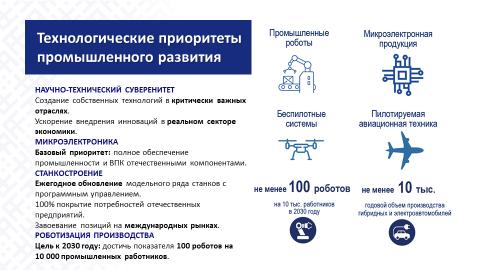 Технологические приоритеты
промышленного развития
НАУЧНО-ТЕХНИЧЕСКИЙ СУВЕРЕНИТЕТ
Создание собственных технологий в критически важных
отраслях.
Ускорение внедрения инноваций в реальном секторе
экономики.
МИКРОЭЛЕКТРОНИКА
Базовый приоритет: полное обеспечение
промышленности и ВПК отечественными компонентами.
СТАНКОСТРОЕНИЕ
Ежегодное обновление модельного ряда станков с
программным управлением.
100% покрытие потребностей отечественных
предприятий.
Завоевание позиций на международных рынках.
РОБОТИЗАЦИЯ ПРОИЗВОДСТВА
Цель к 2030 году: достичь показателя 100 роботов на
10 000 промышленных работников.
Промышленные
роботы
Микроэлектронная
продукция
Беспилотные
системы
Пилотируемая
авиационная техника
не менее 100 роботов
на 10 тыс. работников
в 2030 году
не менее 10 тыс.
годовой объем производства
гибридных и электроавтомобилей